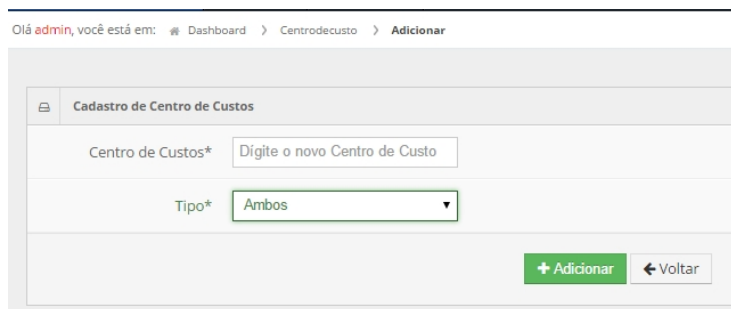 Olá admin, você está em: Dashboard > Centrodecusto > Adicionar
Cadastro de Centro de Custos
Centro de Custos* Dígite o novo Centro de Custo
Tipo* Ambos
Adicionar Voltar